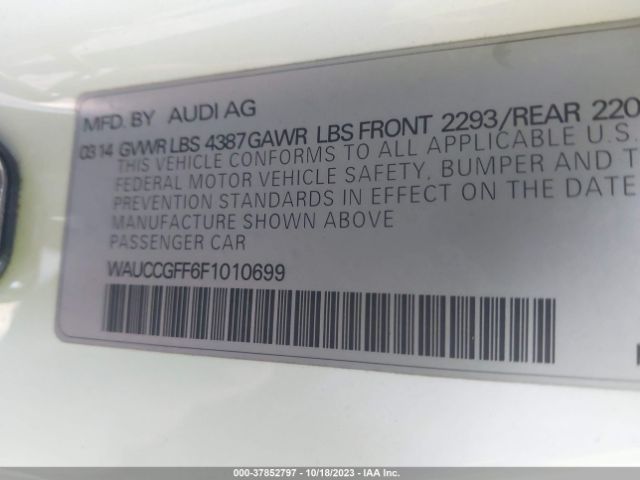 MFD. BY AUDI AG
0314 GVWR LBS 4387 GAWR LBS FRONT 2293/REAR 220
THIS VEHICLE CONFORMS TO ALL APPLICABLE U.S.
FEDERAL MOTOR VEHICLE SAFETY, BUMPER AND T
PREVENTION STANDARDS IN EFFECT ON THE DATE
MANUFACTURE SHOWN ABOVE
PASSENGER CAR
WAUCCGFF6F1010699
000-37852797 - 10/18/2023 - IAA Inc.